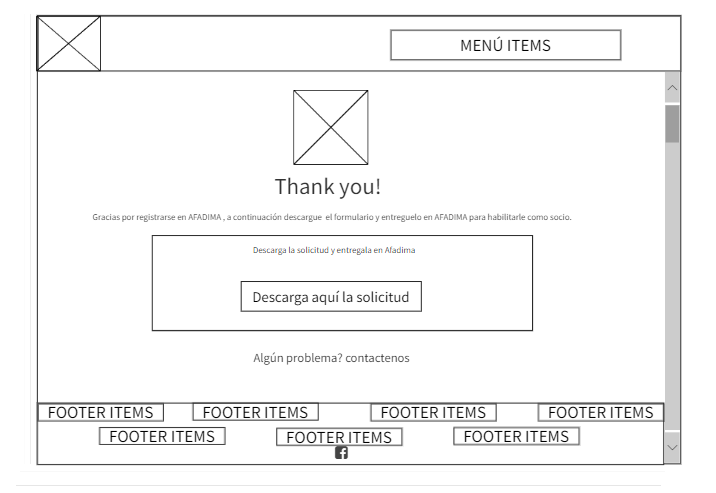 MENÚ ITEMS
Thank you!
Gracias por registrarse en AFADIMA , a continuación descargue el formulario y entreguelo en AFADIMA para habilitarle como socio.
Descarga la solicitud y entregala en Afadima
Descarga aquí la solicitud
Algún problema? contactenos
FOOTER ITEMS FOOTER ITEMS FOOTER ITEMS FOOTER ITEMS
FOOTER ITEMS FOOTER ITEMS FOOTER ITEMS